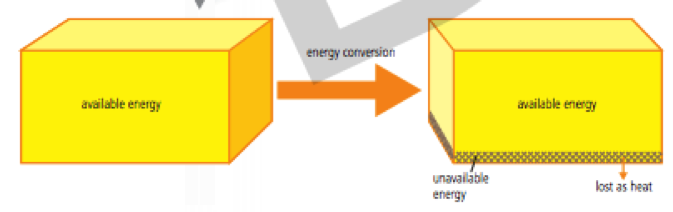 energy conversion
available energy
available energy
unavailable
energy
lost as heat